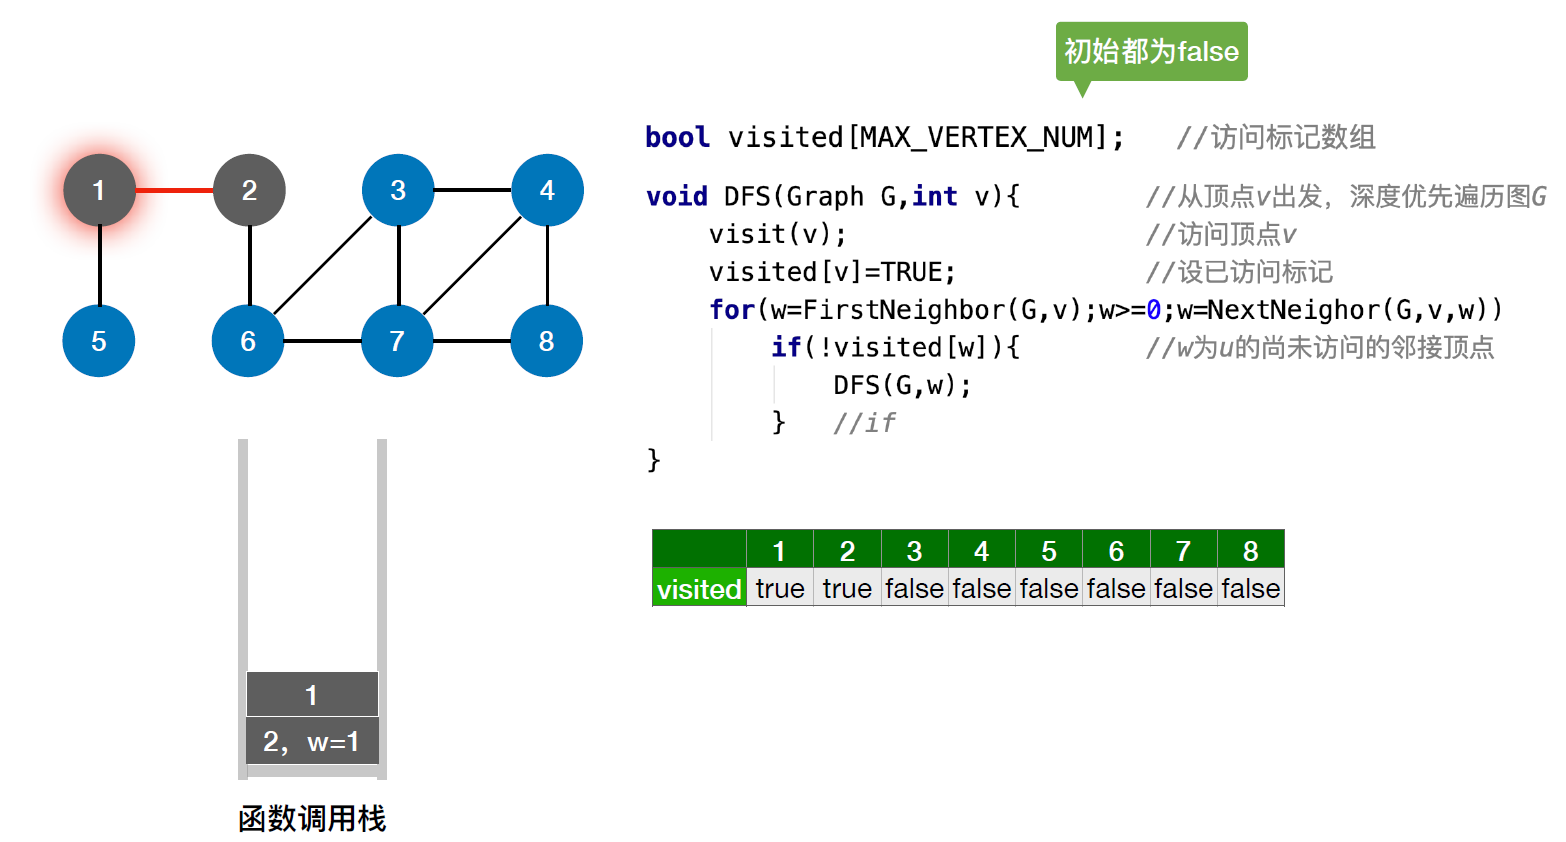 初始都为false
bool visited[MAX_VERTEX_NUM]; //访问标记数组
void DFS(Graph G,int v){ //从顶点v出发，深度优先遍历图G
visit(v); //访问顶点v
visited[v]=TRUE; //设已访问标记
for(w=FirstNeighbor(G,v);w>=0;w=NextNeighor(G,v,w))
if(!visited[w]){ //w为u的尚未访问的邻接顶点
DFS(G,w);
} //if
}
1 2 3 4
5 6 7 8
1 2 3 4 5 6 7 8
visited true true false false false false false false
1
2，w=1
函数调用栈